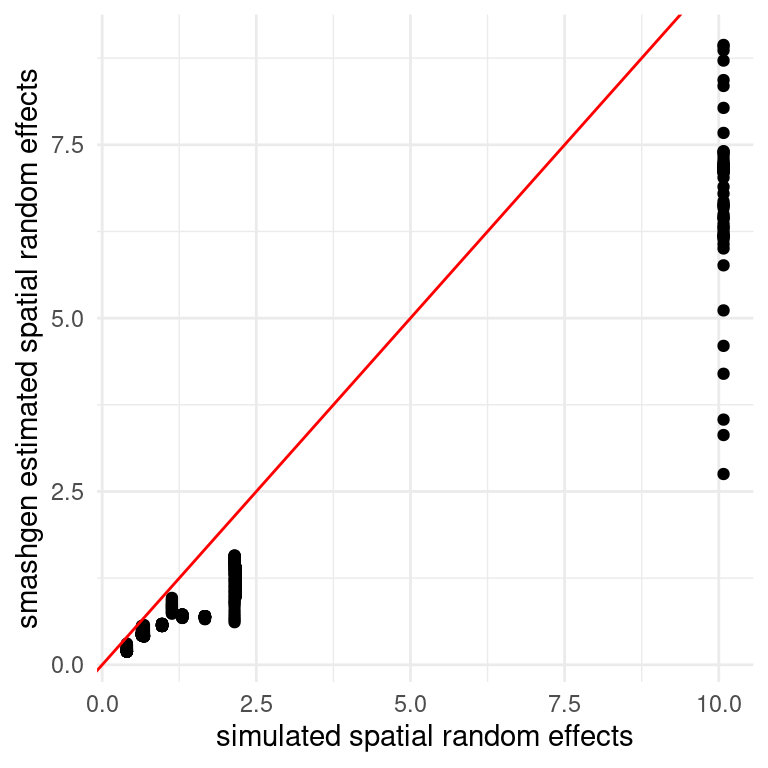 smashgen estimated spatial random effects
7.5
5.0
2.5
0.0
0.0 2.5 5.0 7.5 10.0
simulated spatial random effects